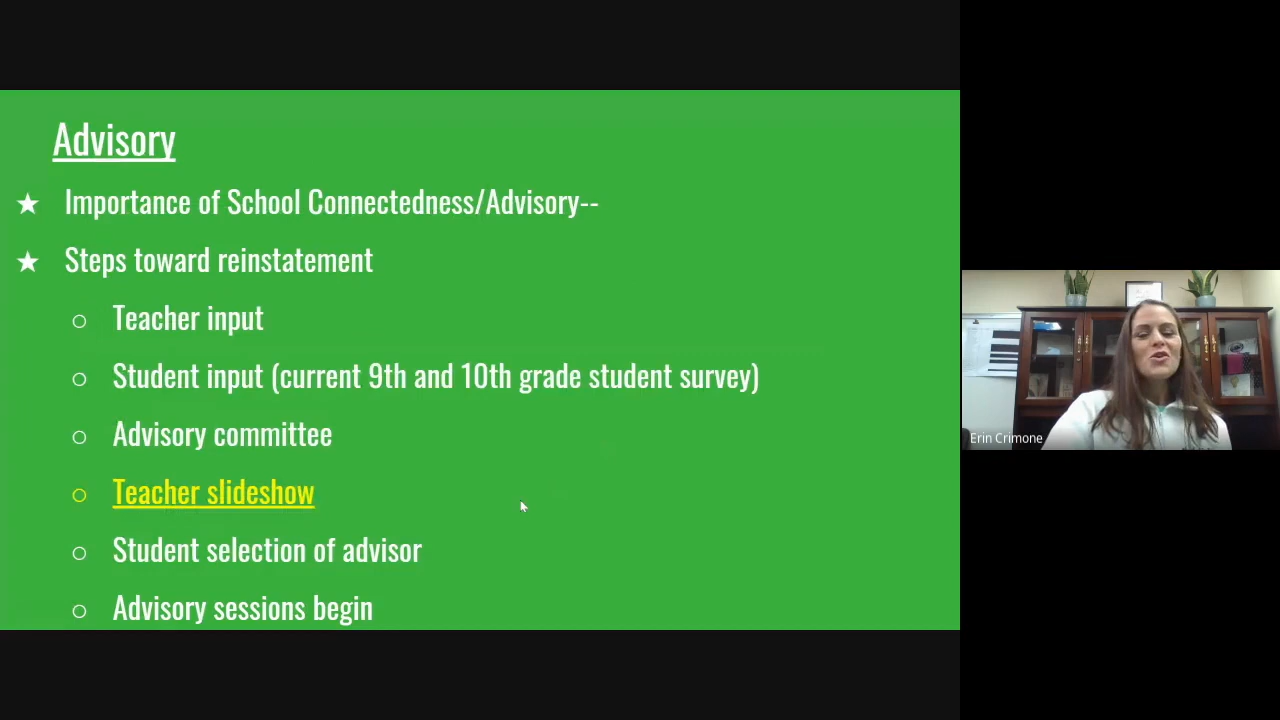 Advisory
★ Importance of School Connectedness/Advisory--
★ Steps toward reinstatement
○ Teacher input
○ Student input (current 9th and 10th grade student survey)
○ Advisory committee
○ Teacher slideshow
○ Student selection of advisor
○ Advisory sessions begin
Erin Crimone